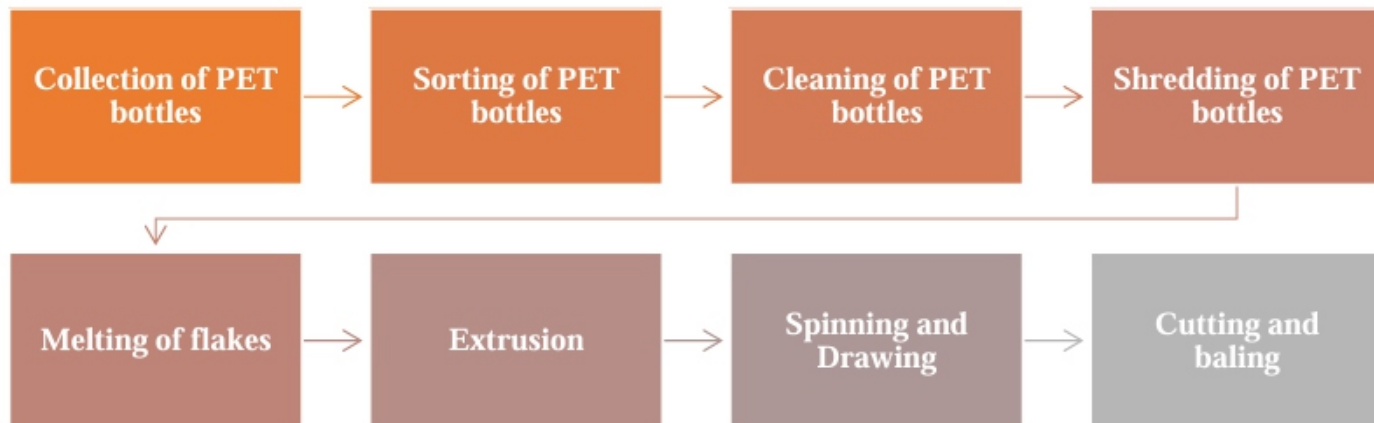 Collection of PET
bottles
Sorting of PET
bottles
Cleaning of PET
bottles
Shredding of PET
bottles
Melting of flakes
Extrusion
Spinning and
Drawing
Cutting and
baling